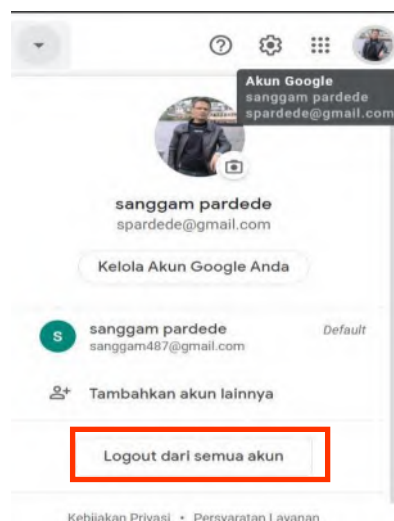 Akun Google
sanggam pardede
spardede@gmail.com
sanggam pardede
spardede@gmail.com
Kelola Akun Google Anda
S
sanggam pardede
Default
sanggam487@gmail.com
Tambahkan akun lainnya
Logout dari semua akun
Kebijakan Privasi • Persyaratan Layanan